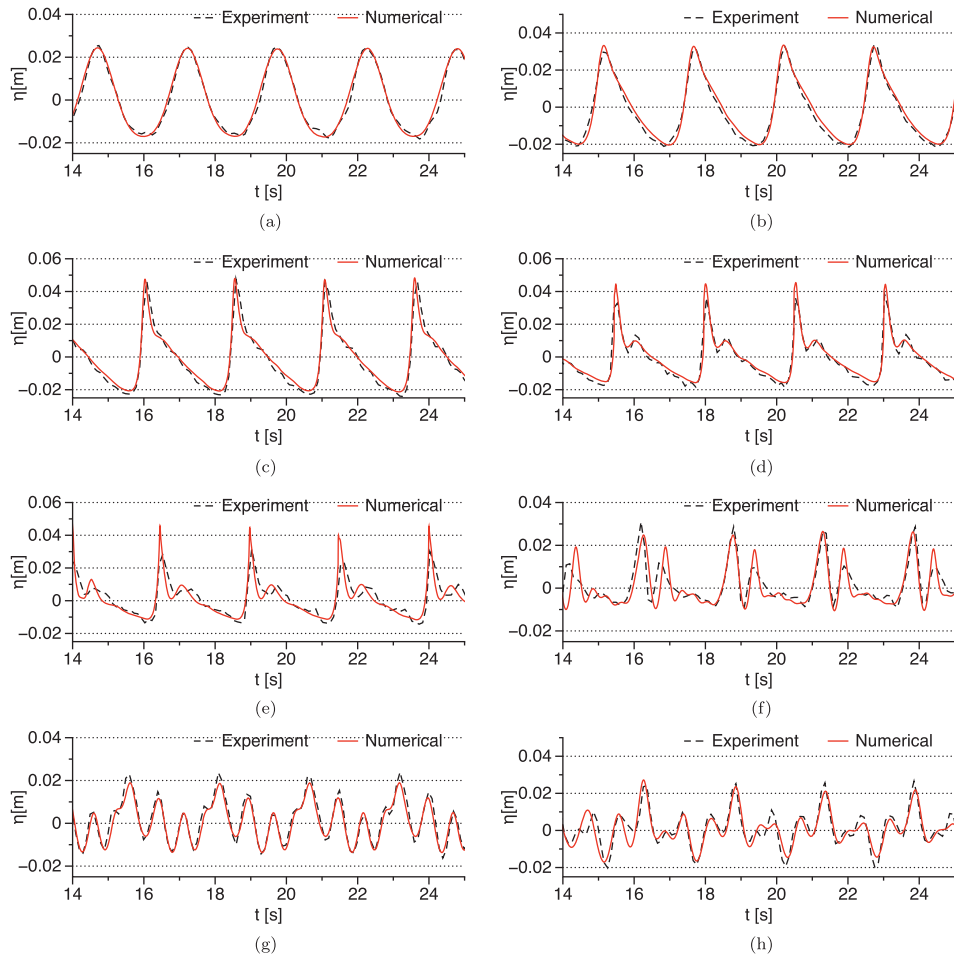 Experiment Numerical
0.04
0.02
0
−0.02
η[m]
14 16 18 20 22 24
t [s]
(a)
Experiment Numerical
0.04
0.02
0
−0.02
η[m]
14 16 18 20 22 24
t [s]
(b)
Experiment Numerical
0.06
0.04
0.02
0
−0.02
η[m]
14 16 18 20 22 24
t [s]
(c)
Experiment Numerical
0.06
0.04
0.02
0
−0.02
η[m]
14 16 18 20 22 24
t [s]
(d)
Experiment Numerical
0.06
0.04
0.02
0
−0.02
η[m]
14 16 18 20 22 24
t [s]
(e)
Experiment Numerical
0.04
0.02
0
−0.02
η[m]
14 16 18 20 22 24
t [s]
(f)
Experiment Numerical
0.04
0.02
0
−0.02
η[m]
14 16 18 20 22 24
t [s]
(g)
Experiment Numerical
0.04
0.02
0
−0.02
η[m]
14 16 18 20 22 24
t [s]
(h)